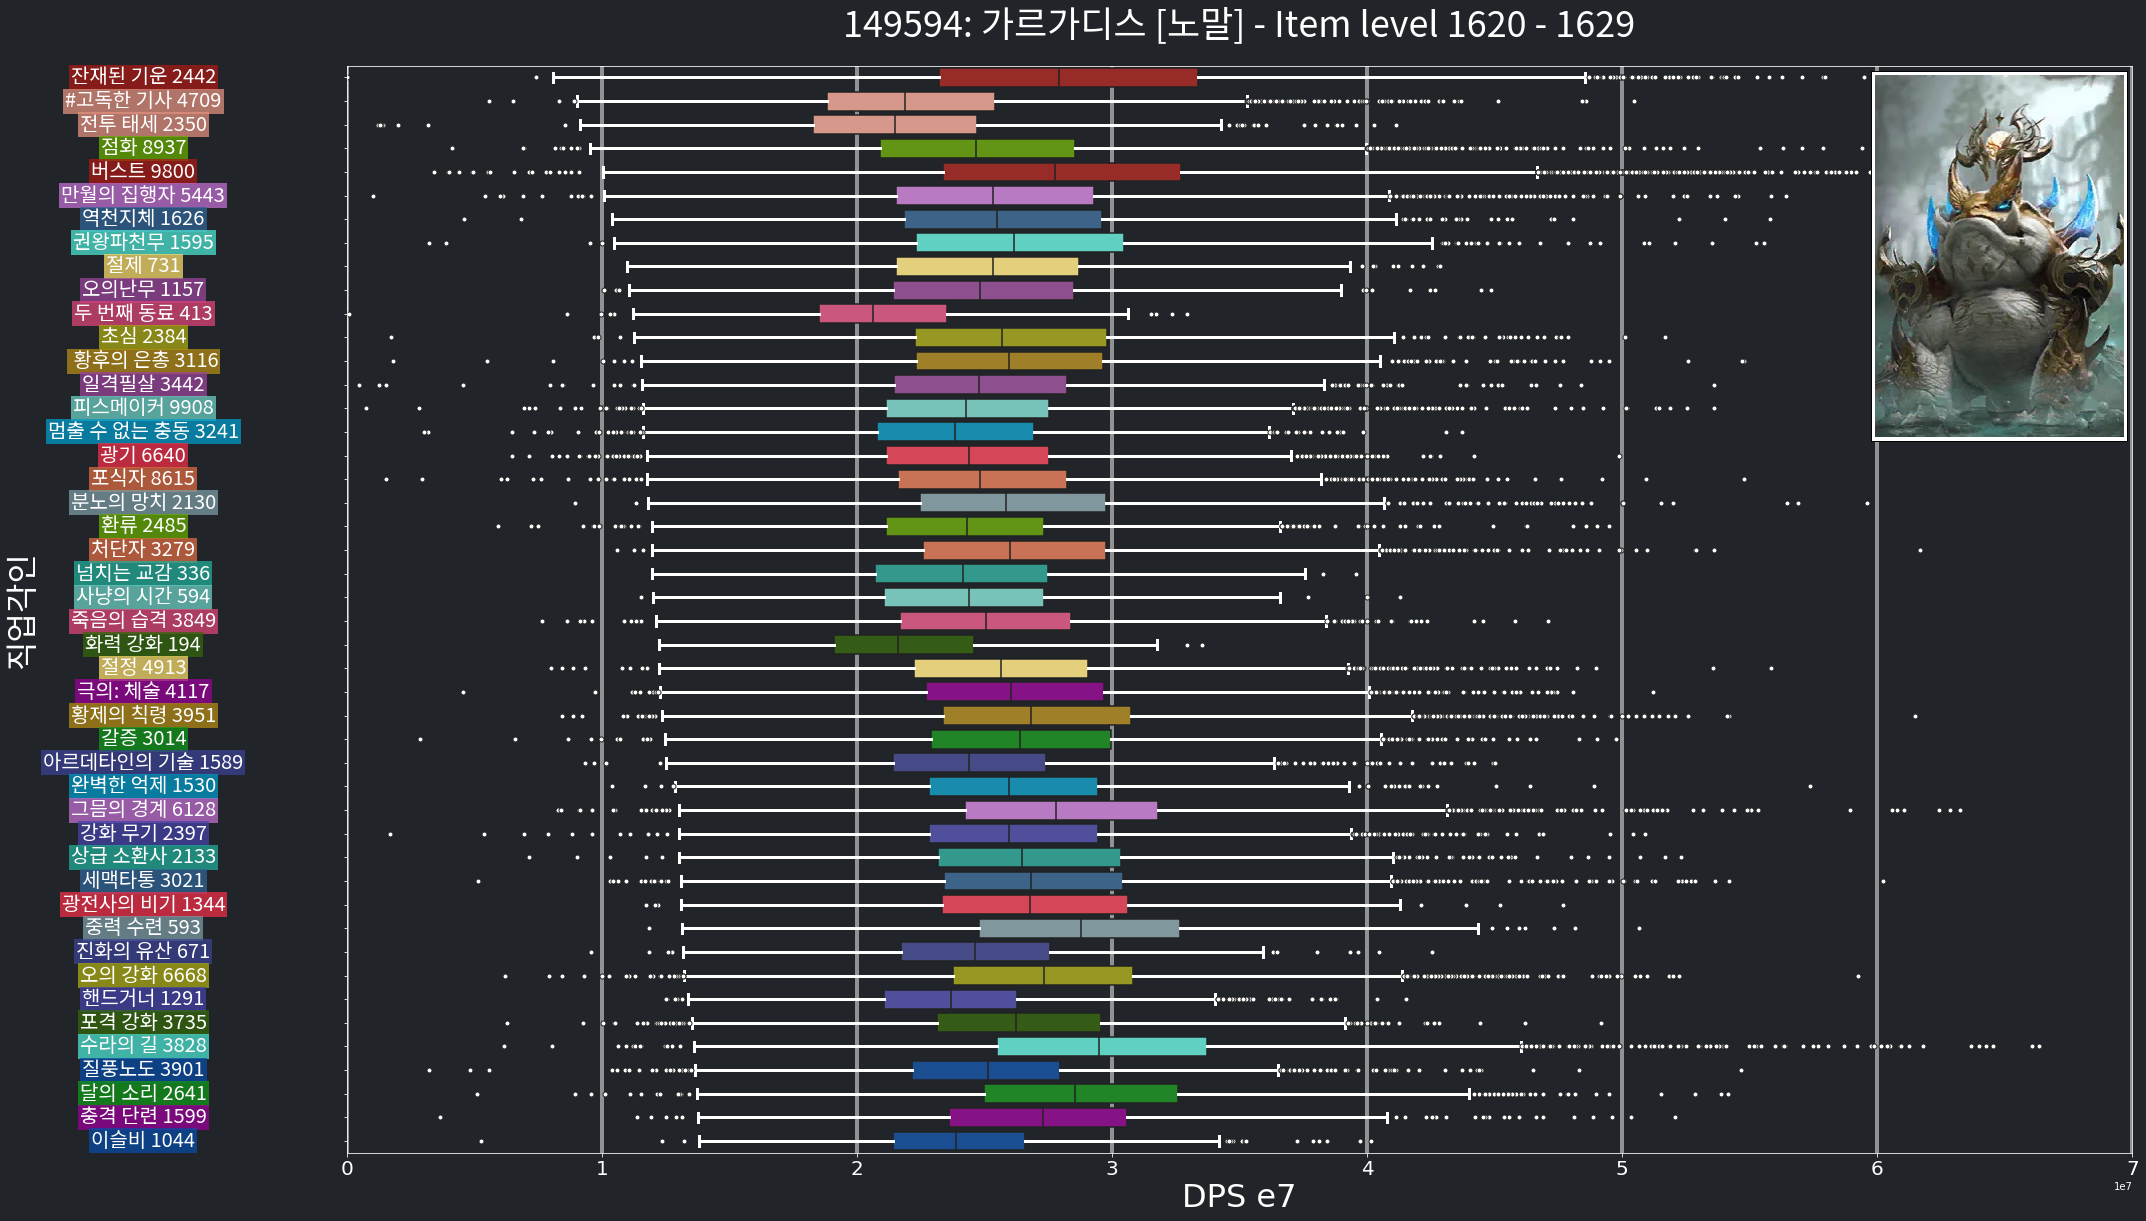 149594: 가르가디스 [노말] - Item level 1620 - 1629
잔재된 기운 2442
#고독한 기사 4709
전투 태세 2350
점화 8937
버스트 9800
만월의 집행자 5443
역천지체 1626
권왕파천무 1595
절제 731
오의난무 1157
두 번째 동료 413
초심 2384
황후의 은총 3116
일격필살 3442
피스메이커 9908
멈출 수 없는 충동 3241
광기 6640
포식자 8615
분노의 망치 2130
환류 2485
처단자 3279
넘치는 교감 336
사냥의 시간 594
죽음의 습격 3849
화력 강화 194
절정 4913
극의: 체술 4117
황제의 칙령 3951
갈증 3014
아르데타인의 기술 1589
완벽한 억제 1530
그믐의 경계 6128
강화 무기 2397
상급 소환사 2133
세맥타통 3021
광전사의 비기 1344
중력 수련 593
진화의 유산 671
오의 강화 6668
핸드거너 1291
포격 강화 3735
수라의 길 3828
질풍노도 3901
달의 소리 2641
충격 단련 1599
이슬비 1044
직업각인
0 1 2 3 4 5 6 7
1e7
DPS e7